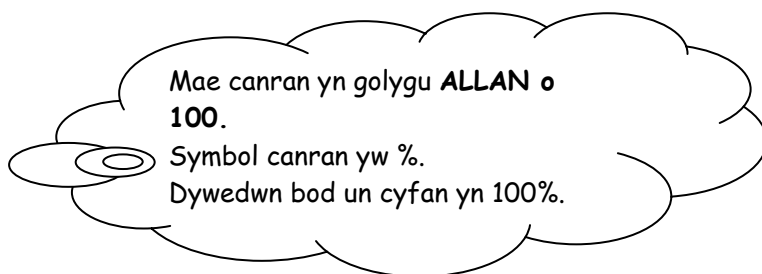 Mae canran yn golygu ALLAN o
100.
Symbol canran yw %.
Dywedwn bod un cyfan yn 100%.